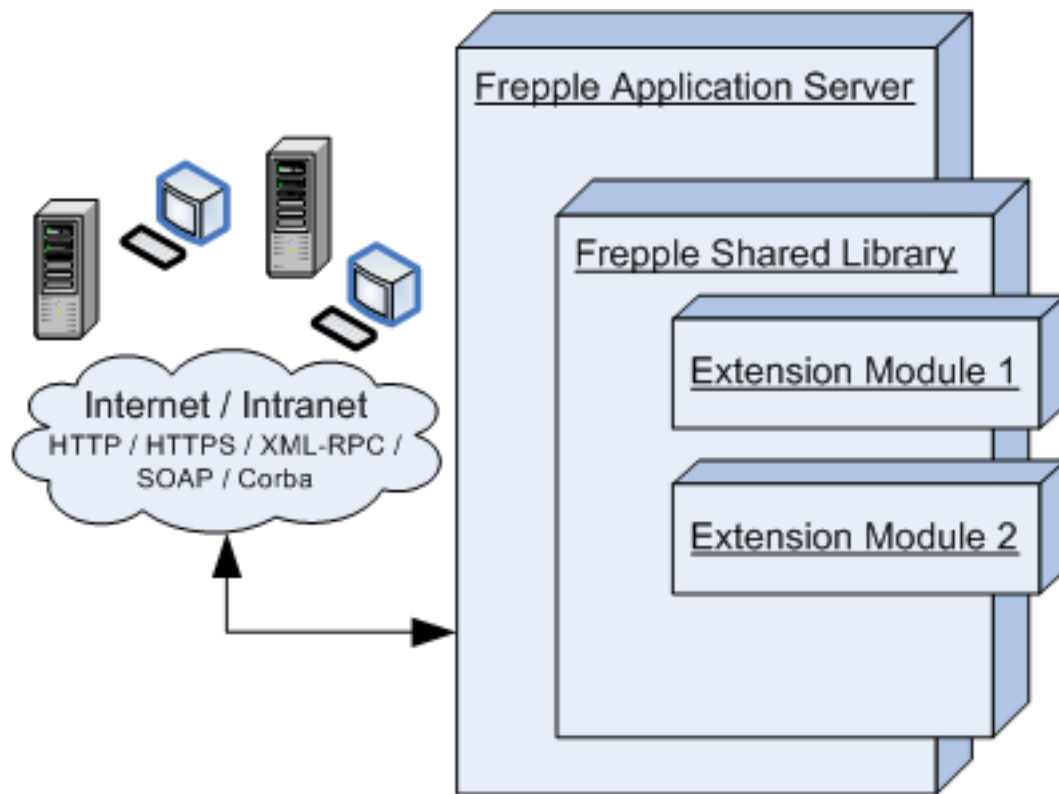 Frepple Application Server
Frepple Shared Library
Extension Module 1
Extension Module 2
Internet / Intranet
HTTP / HTTPS / XML-RPC /
SOAP / Corba